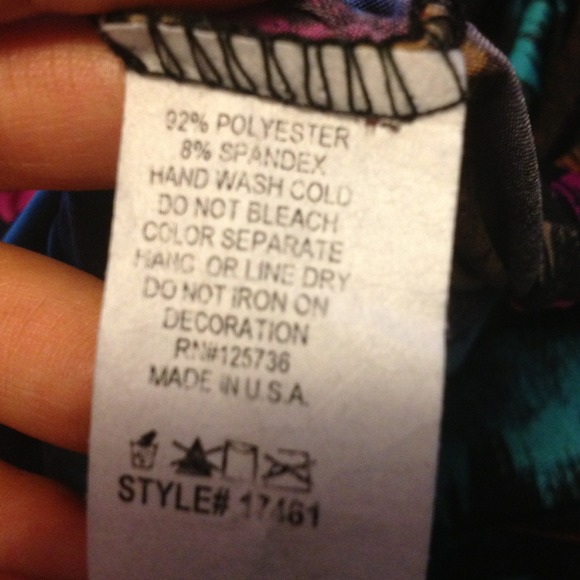 92% POLYESTER
8% SPANDEX
HAND WASH COLD
DO NOT BLEACH
COLOR SEPARATE
HANG OR LINE DRY
DO NOT IRON ON
DECORATION
RN#125736
MADE IN U.S.A.
STYLE# 17461